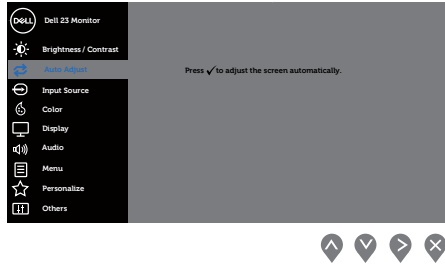 DELL
Dell 23 Monitor
Brightness / Contrast
Auto Adjust
Press ✓ to adjust the screen automatically.
Input Source
Color
Display
Audio
Menu
Personalize
Others